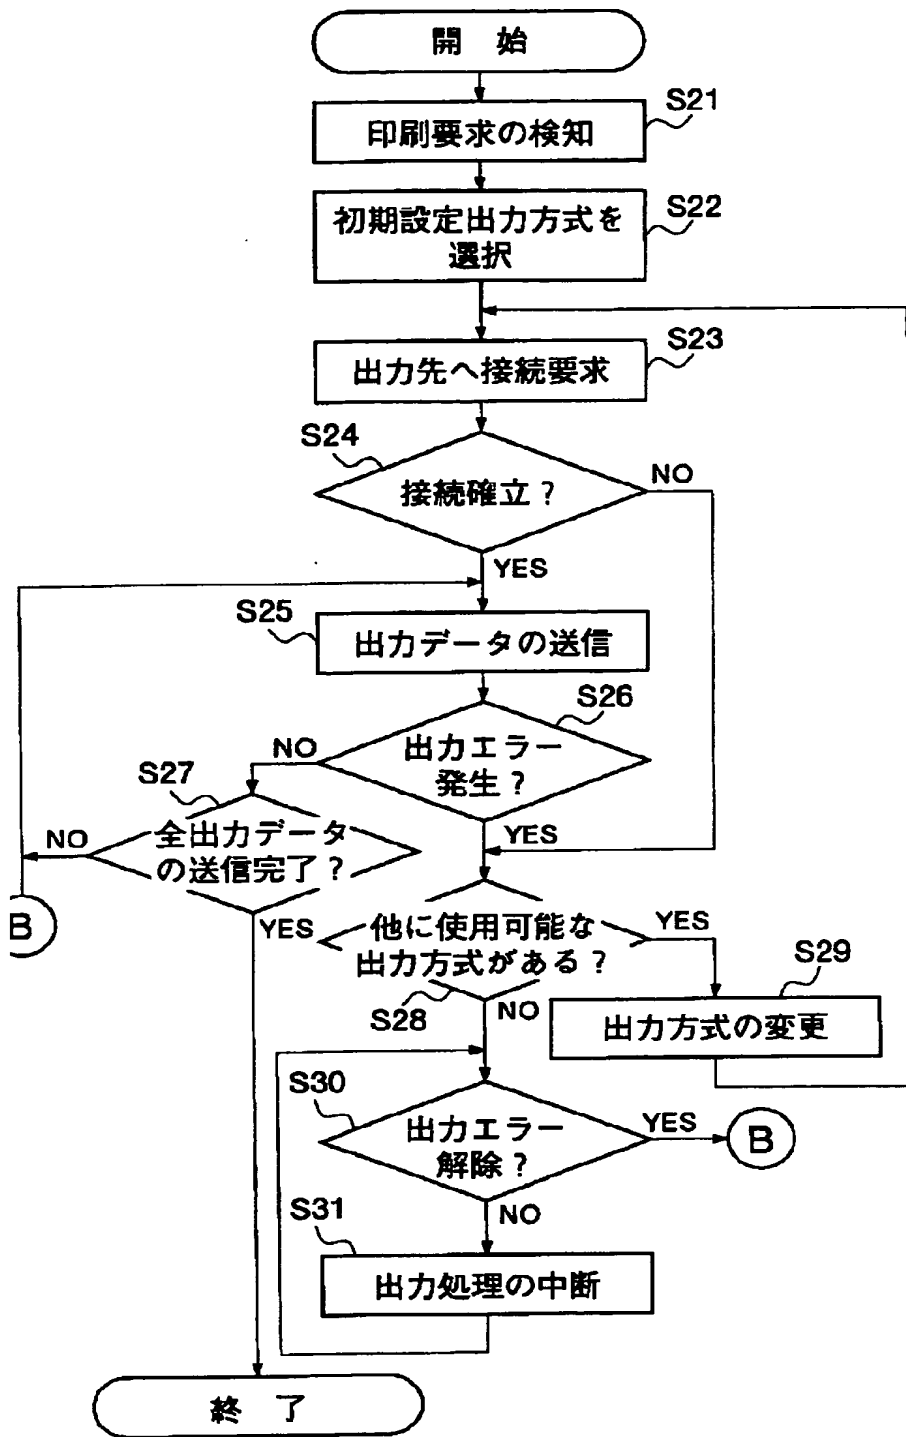 開 始
S21
印刷要求の検知
S22
初期設定出力方式を
選択
S23
出力先へ接続要求
S24
接続確立?
NO
YES
S25
出力データの送信
S26
出力エラー
発生?
NO
YES
S27
全出力データ
の送信完了?
NO
YES
B
他に使用可能な
出力方式がある?
YES
S28
NO
S29
出力方式の変更
S30
出力エラー
解除?
YES
B
NO
S31
出力処理の中断
終 了